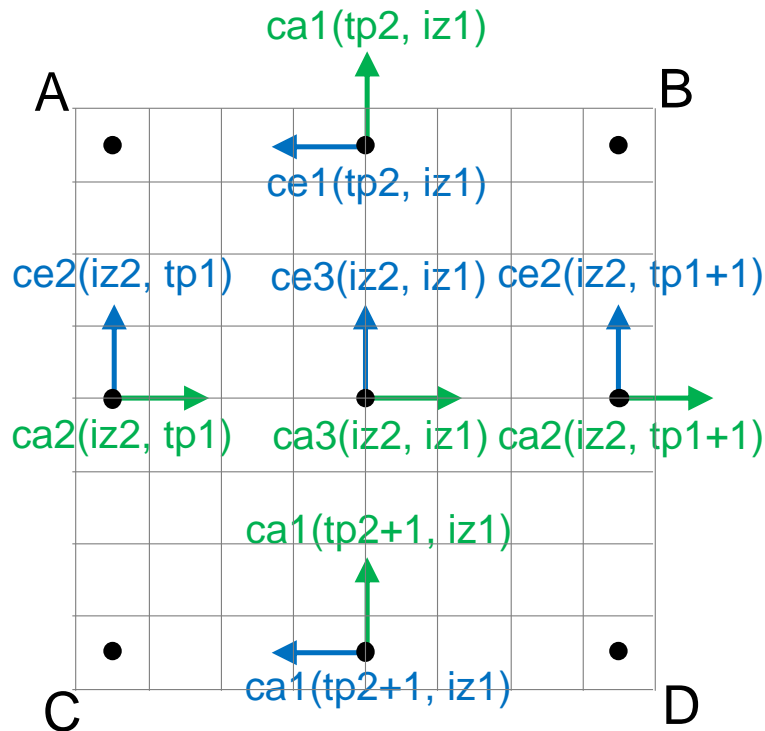 ca1(tp2, iz1)
A
B
ce1(tp2, iz1)
ce2(iz2, tp1)
ce3(iz2, iz1)
ce2(iz2, tp1+1)
ca2(iz2, tp1)
ca3(iz2, iz1)
ca2(iz2, tp1+1)
ca1(tp2+1, iz1)
ca1(tp2+1, iz1)
C
D